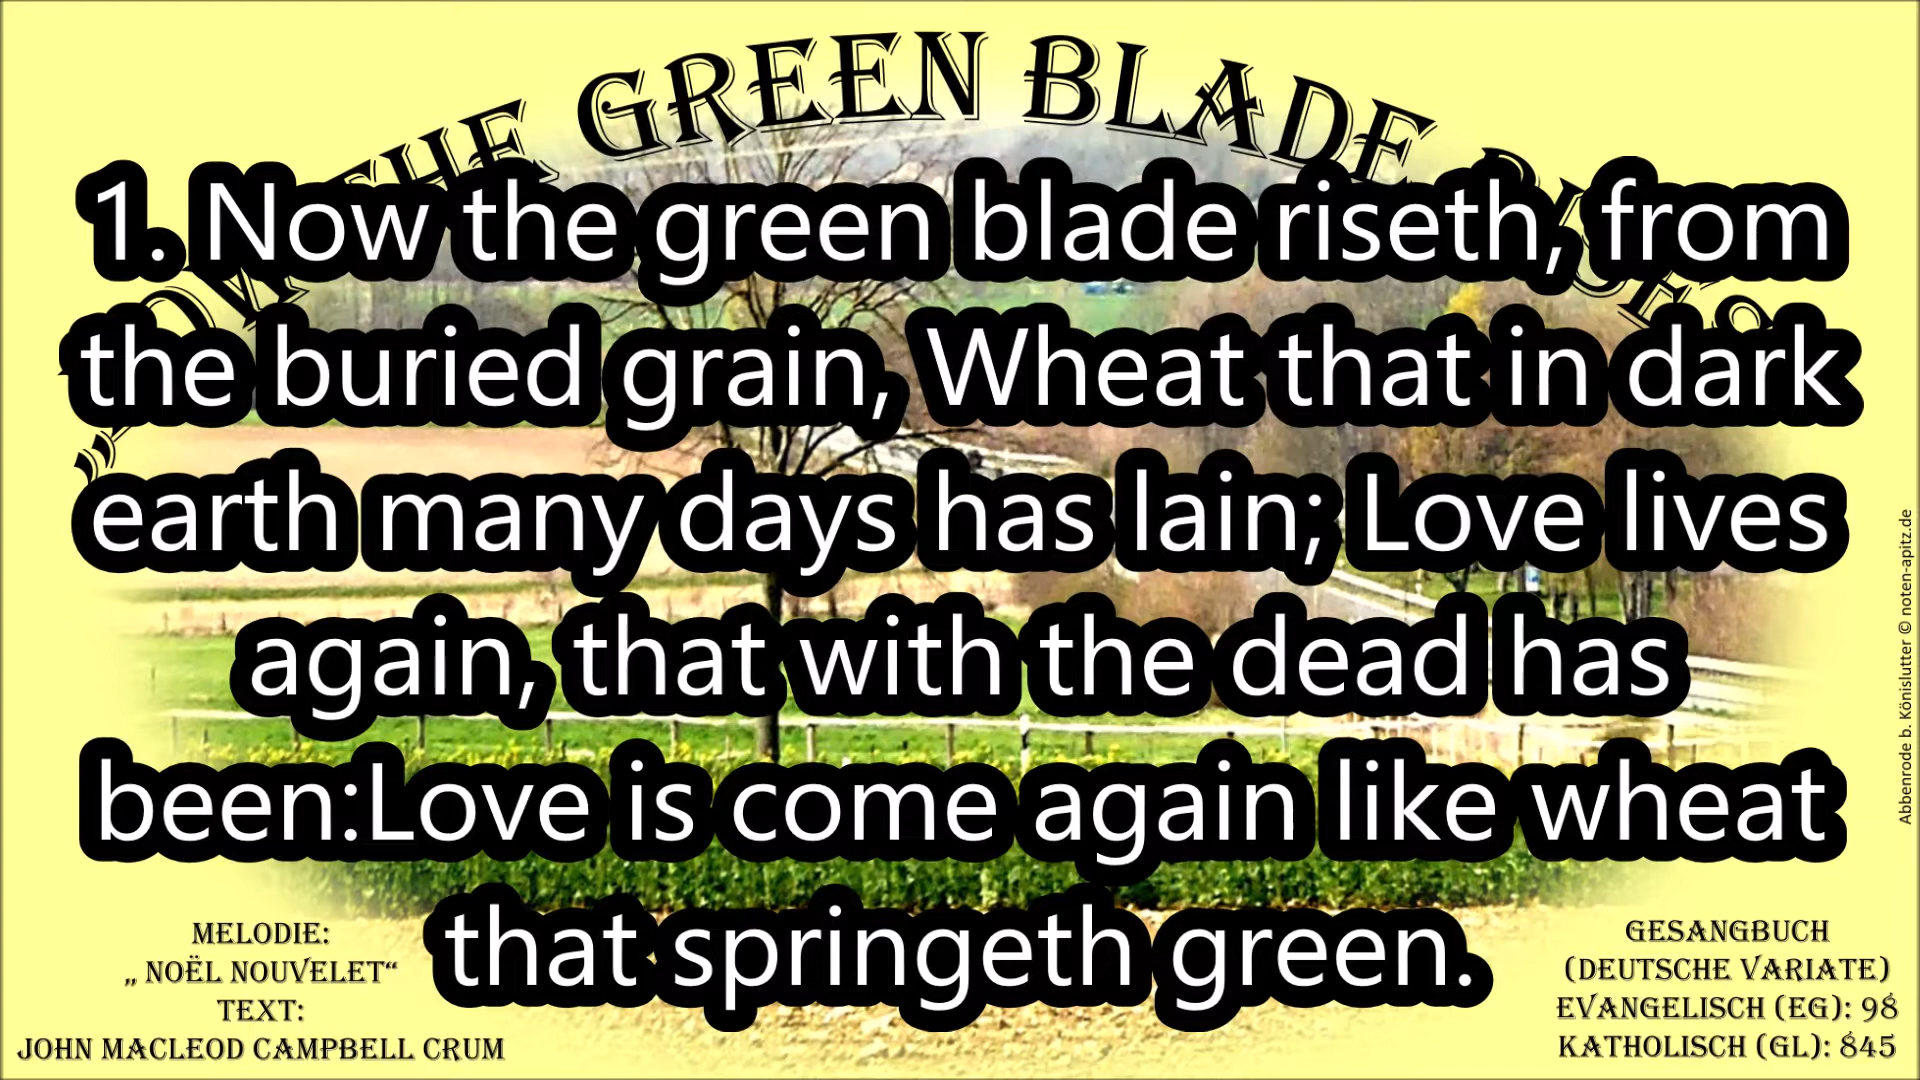 THE GREEN BLADE
1. Now the green blade riseth, from
the buried grain, Wheat that in dark
earth many days has lain; Love lives
again, that with the dead has
been:Love is come again like wheat
that springeth green.
MELODIE:
„ NOËL NOUVELET“
TEXT:
JOHN MACLEOD CAMPBELL CRUM
GESANGBUCH
(DEUTSCHE VARIATE)
EVANGELISCH (EG): 98
KATHOLISCH (GL): 845
Abbenrode b. Könislutter © noten-apitz.de